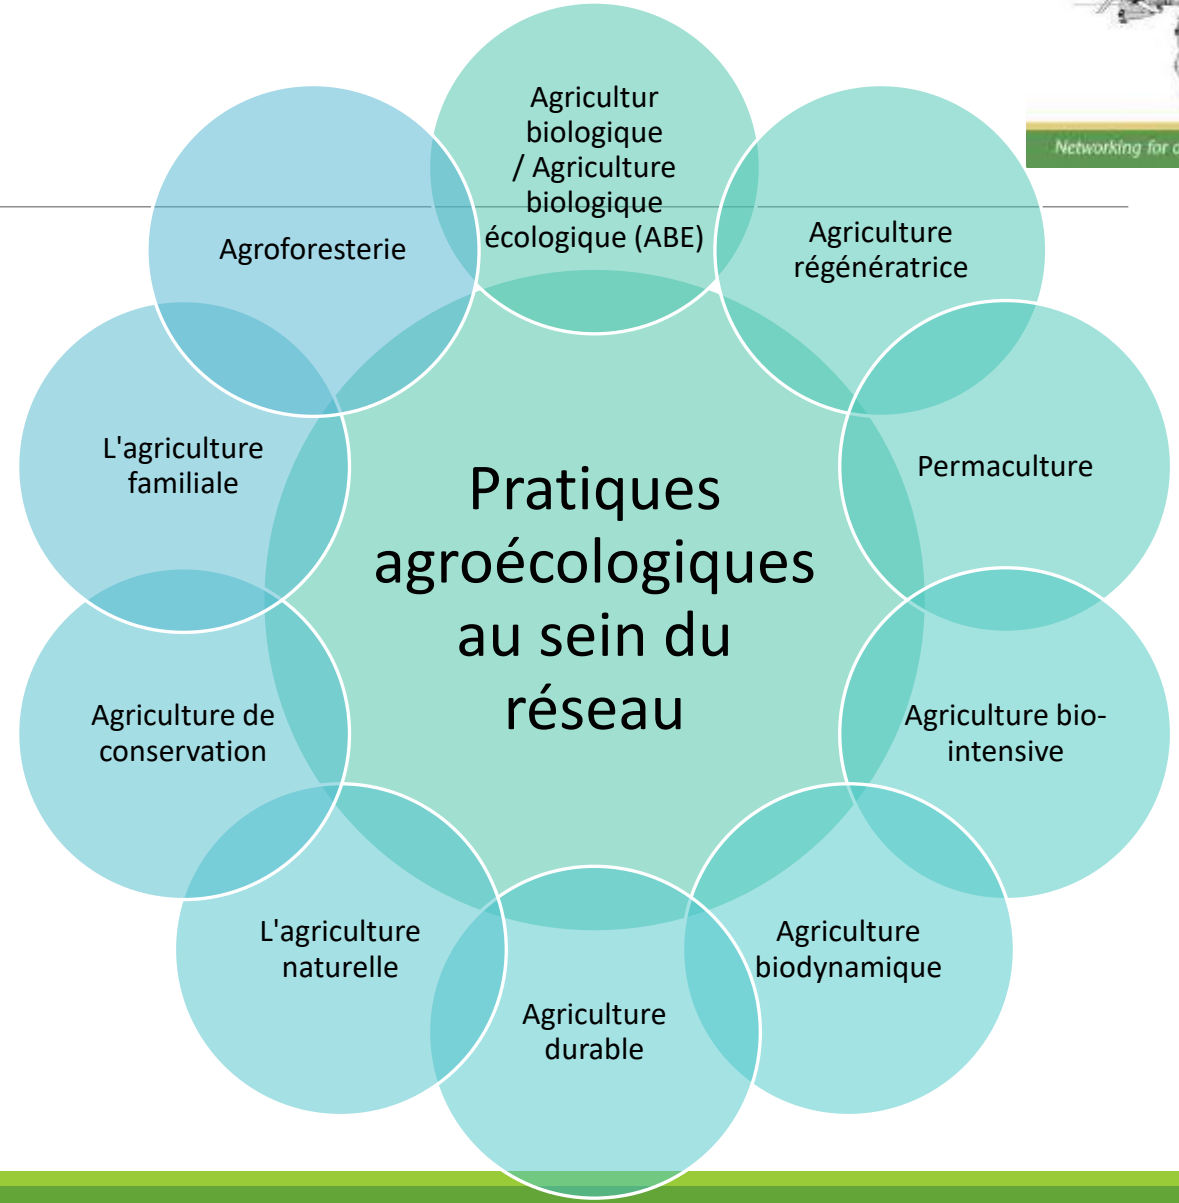 Networking for
Agricultur
biologique
/ Agriculture
biologique
écologique (ABE)
Agriculture
régénératrice
Permaculture
Agriculture bio-
intensive
Agriculture
biodynamique
Agriculture
durable
L'agriculture
naturelle
Agriculture de
conservation
L'agriculture
familiale
Agroforesterie
Pratiques
agroécologiques
au sein du
réseau